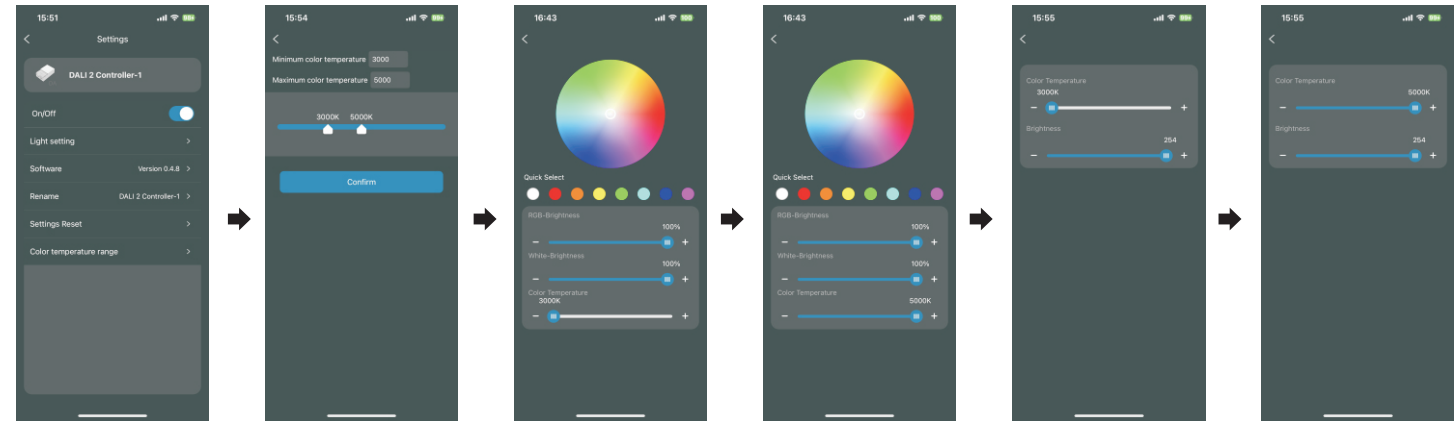 15:51
Settings
DALI 2 Controller-1
On/Off
Light setting
Software Version 0.4.8
Rename DALI 2 Controller-1
Settings Reset
Color temperature range
15:54
Minimum color temperature 3000
Maximum color temperature 5000
3000K 5000K
Confirm
16:43
100
Quick Select
RGB-Brightness
100%
White-Brightness
100%
Color Temperature
3000K
16:43
100
Quick Select
RGB-Brightness
100%
White-Brightness
100%
Color Temperature
5000K
15:55
Color Temperature
3000K
Brightness
254
15:55
Color Temperature
5000K
Brightness
254